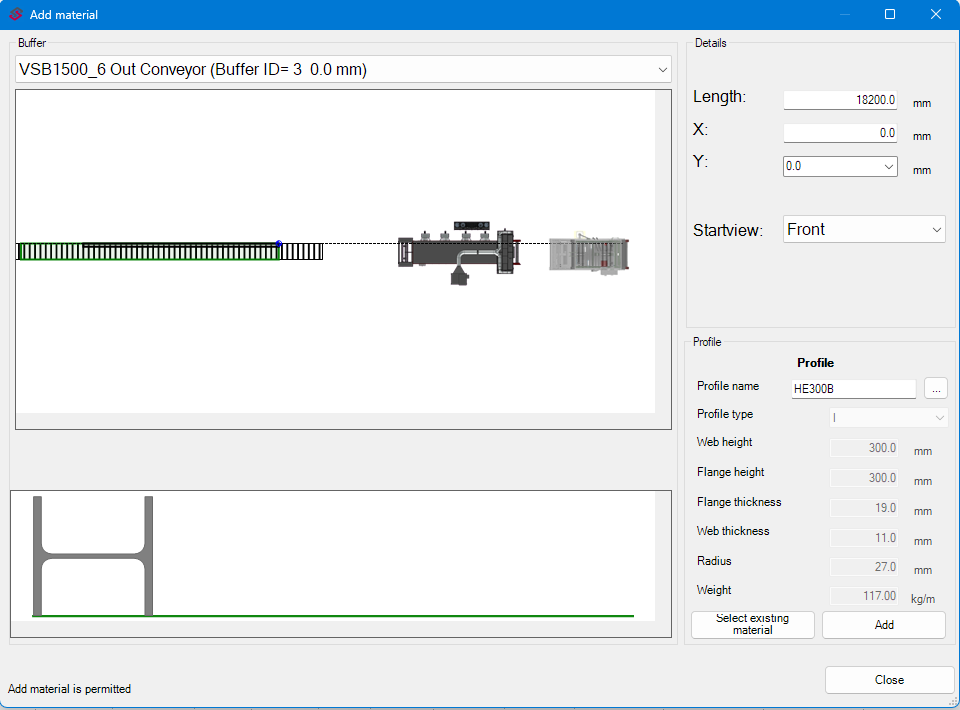 Add material
Buffer
VSB1500_6 Out Conveyor (Buffer ID= 3  0.0 mm)
Details
Length:
18200.0
mm
X:
0.0
mm
Y:
0.0
mm
Startview:
Front
Profile
Profile
Profile name
HE300B
...
Profile type
I
Web height
300.0
mm
Flange height
300.0
mm
Flange thickness
19.0
mm
Web thickness
11.0
mm
Radius
27.0
mm
Weight
117.00
kg/m
Select existing
material
Add
Add material is permitted
Close